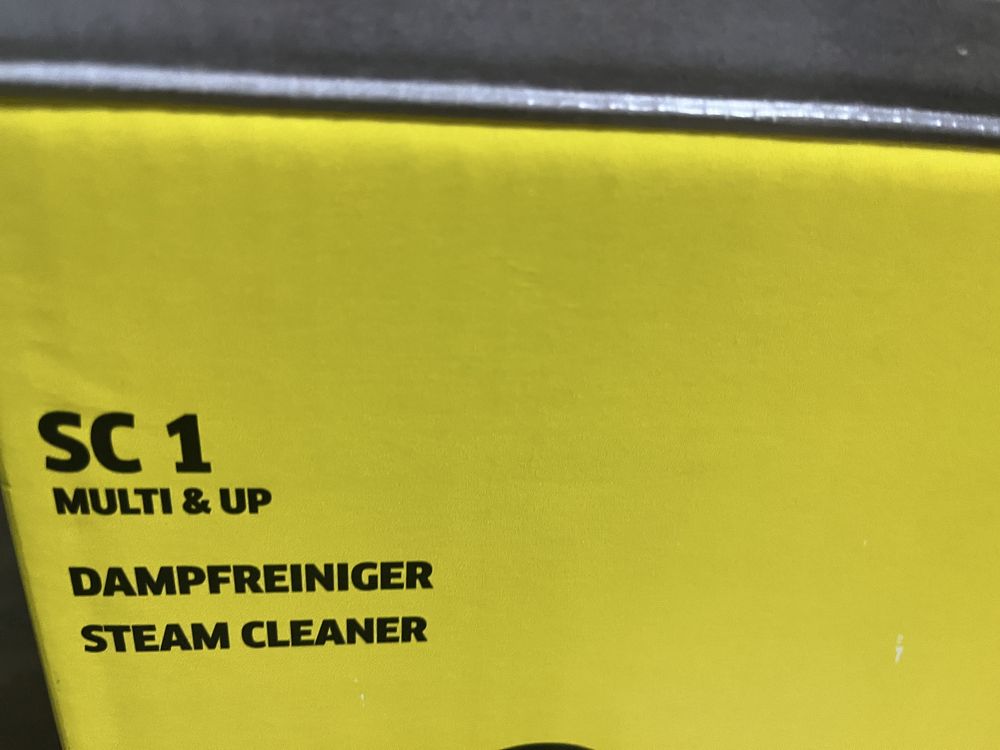 SC 1
MULTI & UP
DAMPFREINIGER
STEAM CLEANER